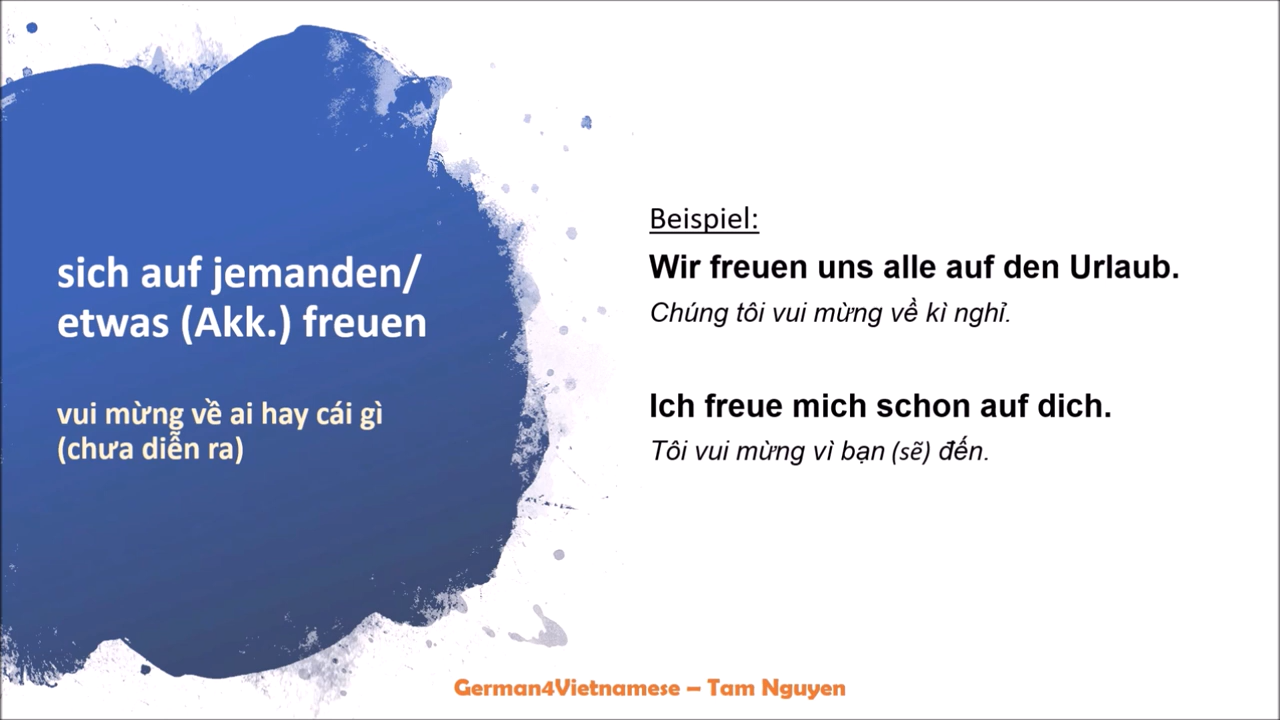 sich auf jemanden/
etwas (Akk.) freuen
vui mừng về ai hay cái gì
(chưa diễn ra)
Beispiel:
Wir freuen uns alle auf den Urlaub.
Chúng tôi vui mừng về kì nghỉ.
Ich freue mich schon auf dich.
Tôi vui mừng vì bạn (sẽ) đến.
German4Vietnamese – Tam Nguyen